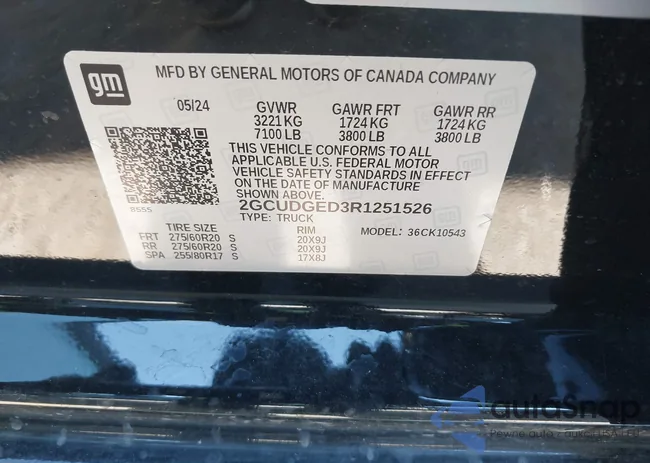 gm
MFD BY GENERAL MOTORS OF CANADA COMPANY
05/24 GVWR GAWR FRT GAWR RR
3221 KG 1724 KG 1724 KG
7100 LB 3800 LB 3800 LB
THIS VEHICLE CONFORMS TO ALL
APPLICABLE U.S. FEDERAL MOTOR
VEHICLE SAFETY STANDARDS IN EFFECT
ON THE DATE OF MANUFACTURE
SHOWN ABOVE.
8555
2GCUDGED3R1251526
TYPE: TRUCK
TIRE SIZE RIM MODEL: 36CK10543
FRT 275/60R20 S 20X9J
RR 275/60R20 S 20X9J
SPA 255/80R17 S 17X8J
autoSnap